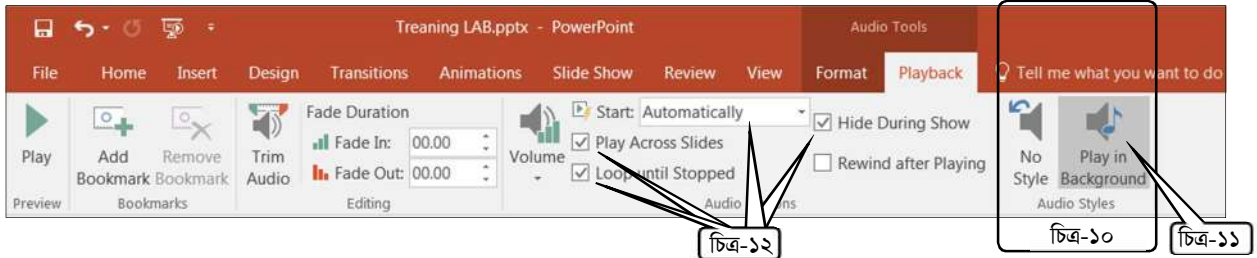 Treaning LAB.pptx - PowerPoint Audio Tools
File Home Insert Design Transitions Animations Slide Show Review View Format Playback Tell me what you want to do
Fade Duration Start: Automatically Hide During Show
Fade In: 00.00 Play Across Slides
Play Add Remove Trim Volume Rewind after Playing No Play in
Bookmark Bookmark Audio Fade Out: 00.00 Loop until Stopped Style Background
Preview Bookmarks Editing Audio Styles
চিত্র-১২ চিত্র-১০ চিত্র-১১